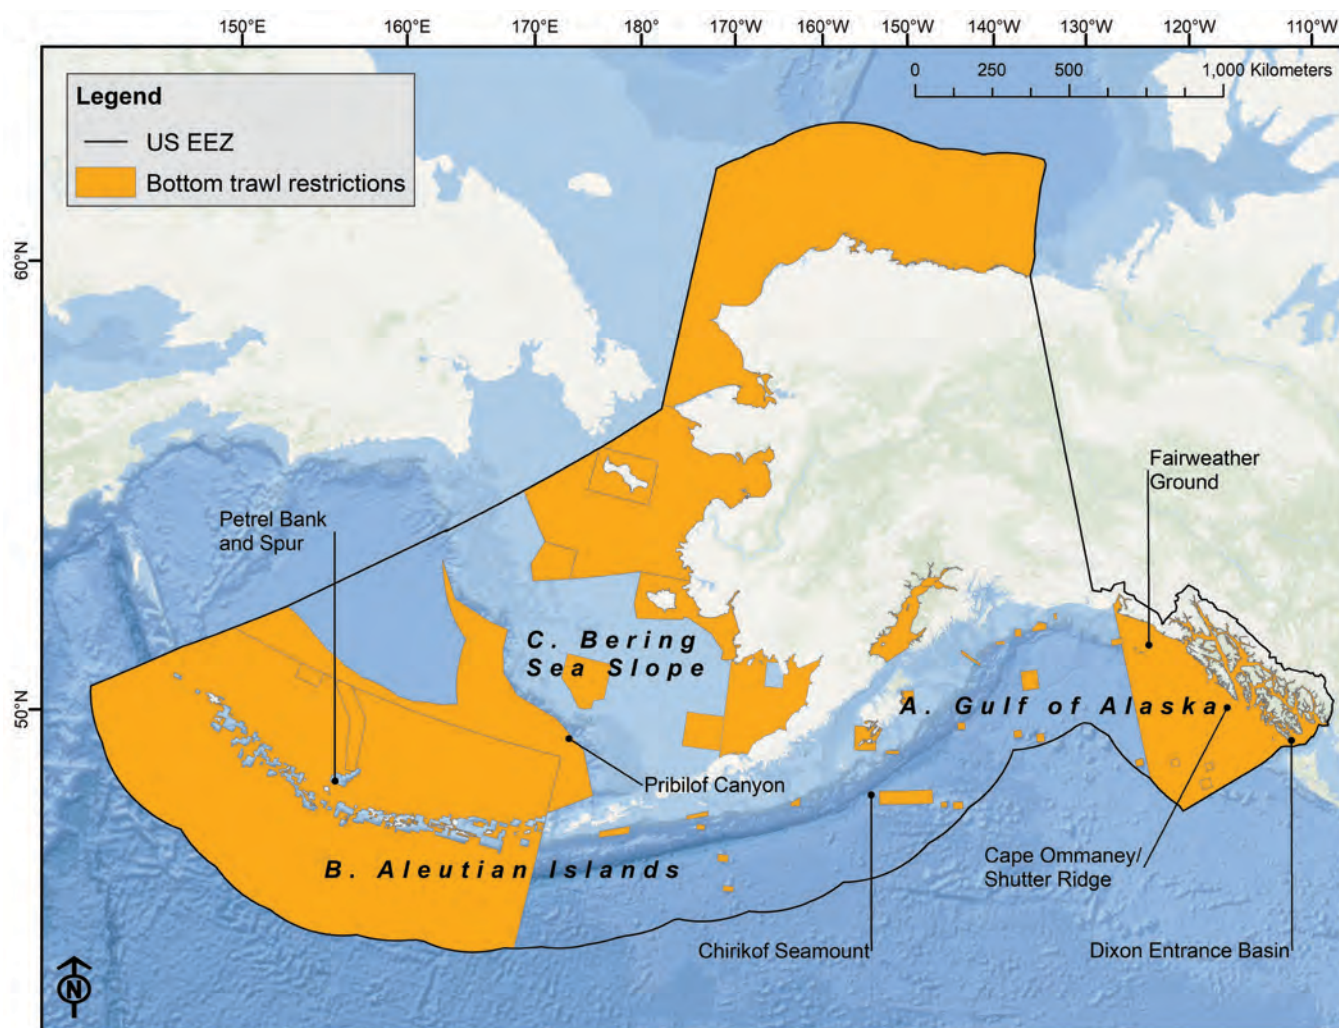 150°E 160°E 170°E 180° 170°W 160°W 150°W 140°W 130°W 120°W 110°W
Legend
US EEZ
Bottom trawl restrictions
0 250 500 1,000 Kilometers
60°N
50°N
Fairweather
Ground
Petrel Bank
and Spur
C. Bering
Sea Slope
A. Gulf of Alaska
Pribilof Canyon
B. Aleutian Islands
Cape Ommaney/
Shutter Ridge
Chirikof Seamount
Dixon Entrance Basin
N